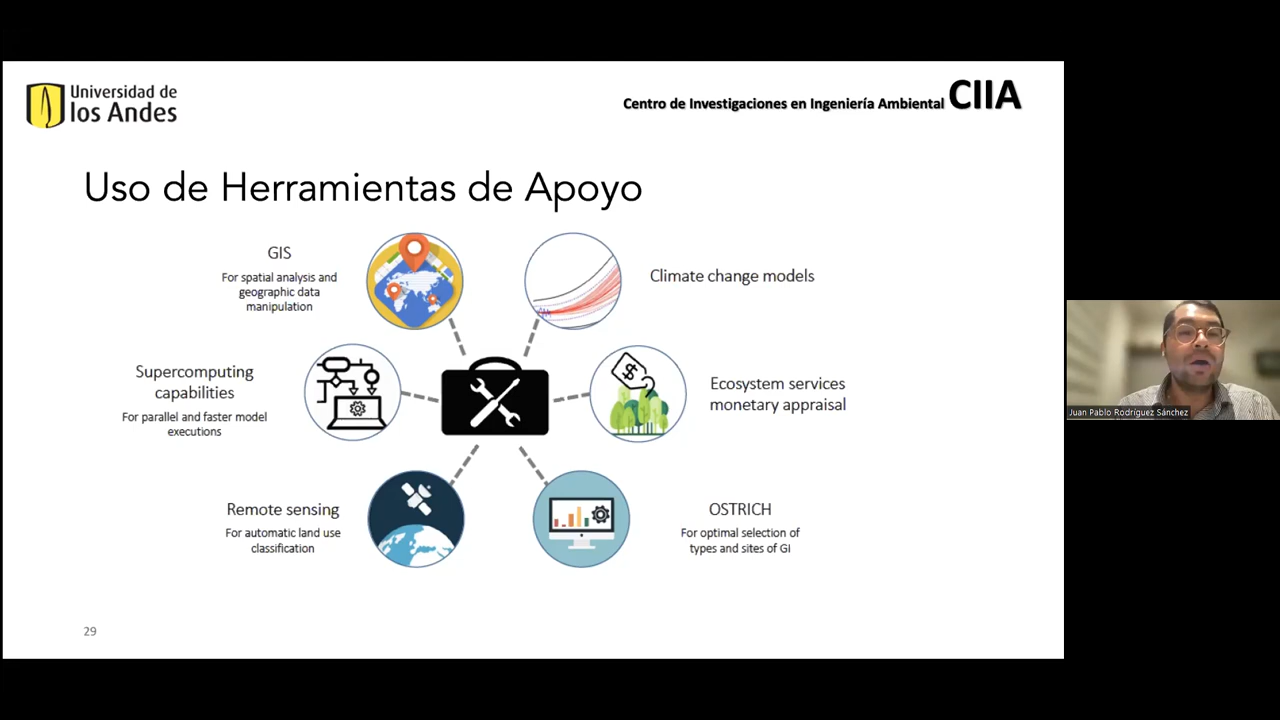 Universidad de
los Andes
Centro de Investigaciones en Ingeniería Ambiental CIIA
Uso de Herramientas de Apoyo
GIS
For spatial analysis and
geographic data
manipulation
Climate change models
Supercomputing
capabilities
For parallel and faster model
executions
Ecosystem services
monetary appraisal
$
Remote sensing
For automatic land use
classification
OSTRICH
For optimal selection of
types and sites of GI
29
Juan Pablo Rodríguez Sánchez